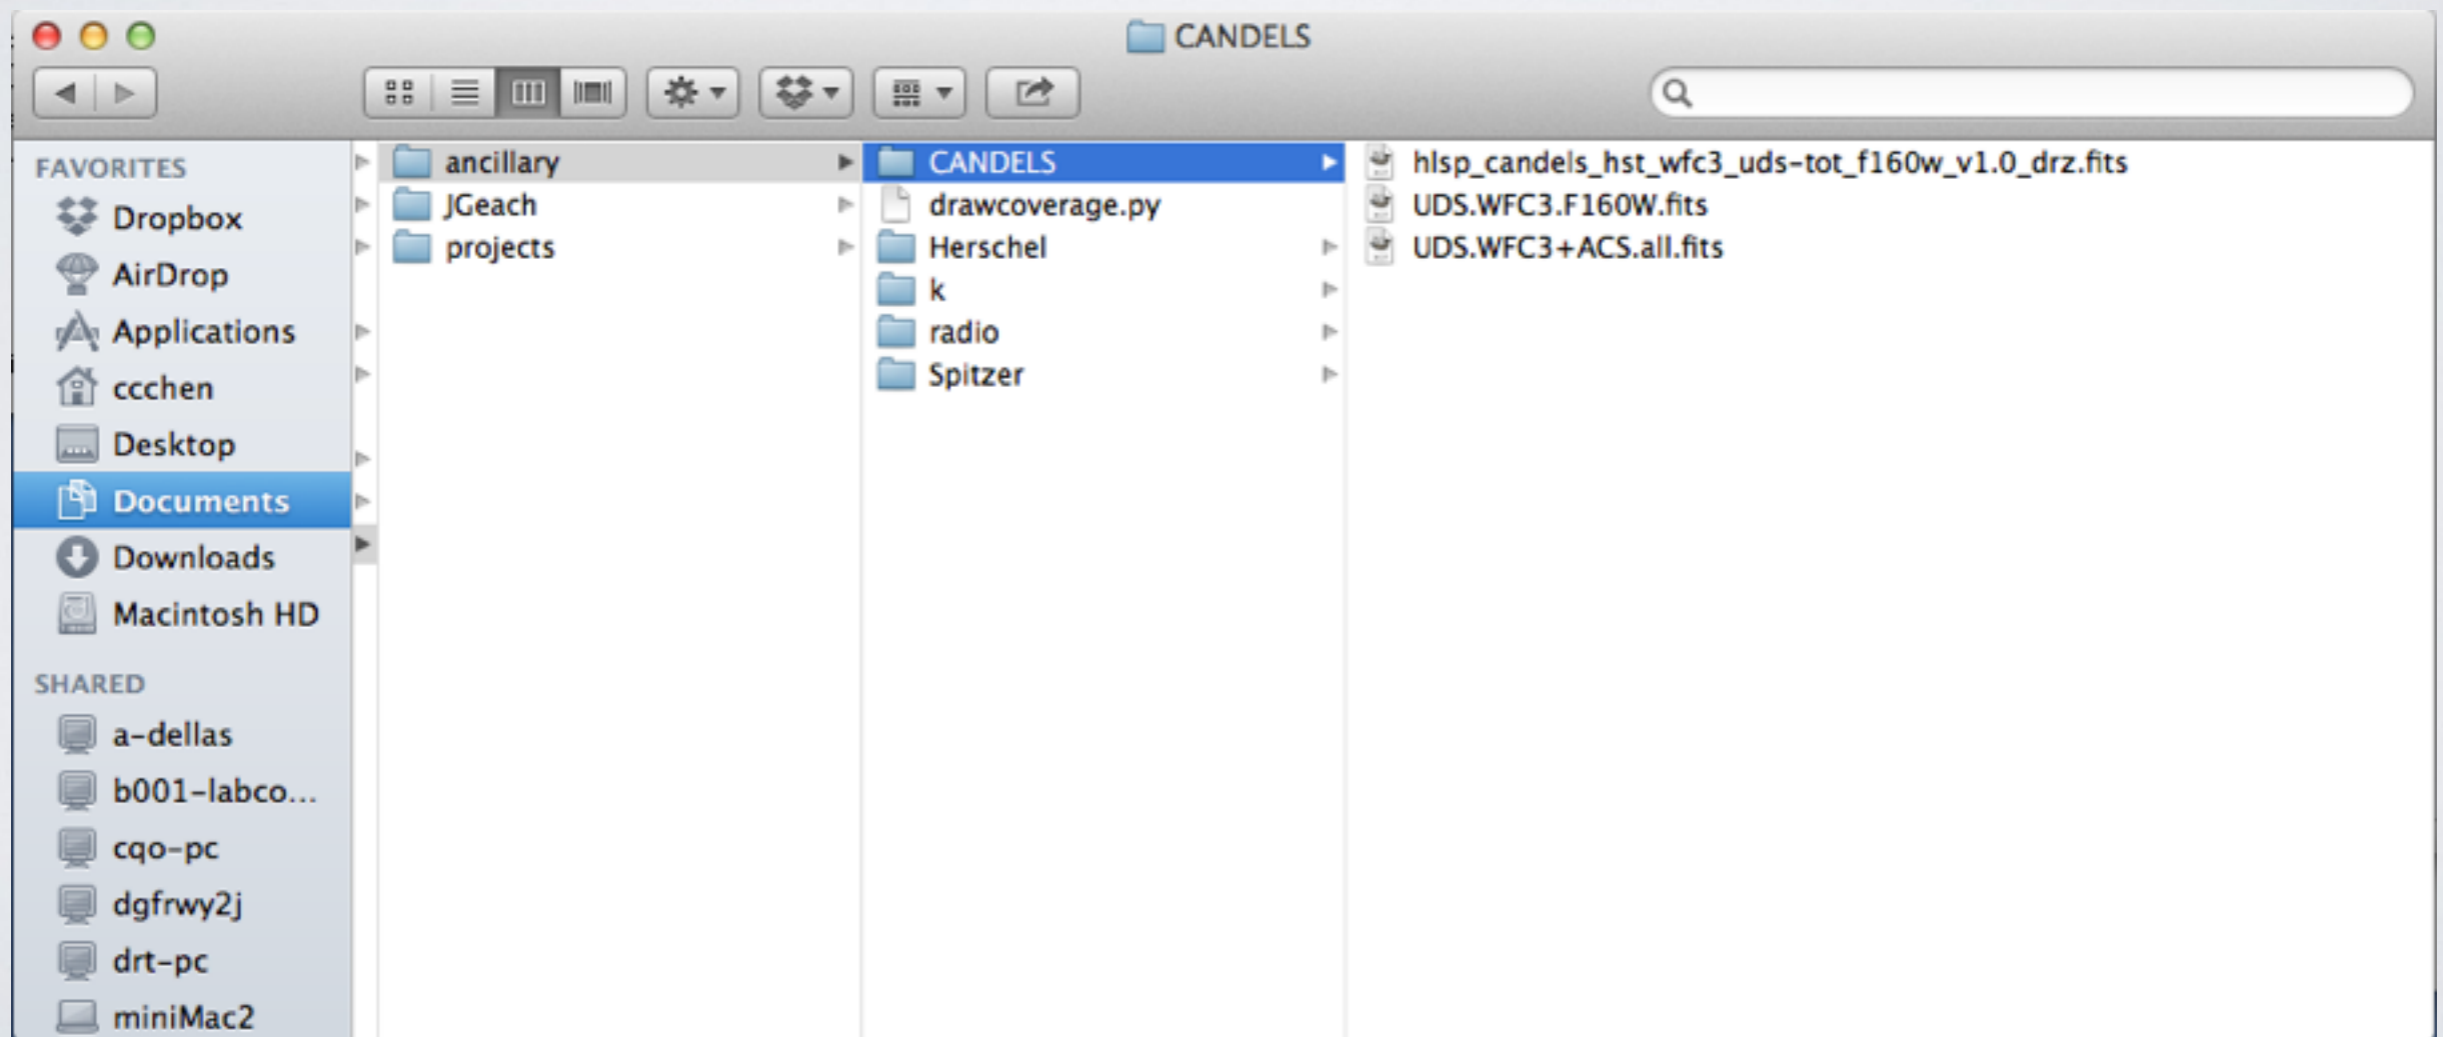 CANDELS
FAVORITES
Dropbox
AirDrop
Applications
ccchen
Desktop
Documents
Downloads
Macintosh HD
SHARED
a-dellas
b001-labco...
cqo-pc
dgfrwy2j
drt-pc
miniMac2
ancillary
JGeach
projects
CANDELS
drawcoverage.py
Herschel
k
radio
Spitzer
hlsp_candels_hst_wfc3_uds-tot_f160w_v1.0_drz.fits
UDS.WFC3.F160W.fits
UDS.WFC3+ACS.all.fits